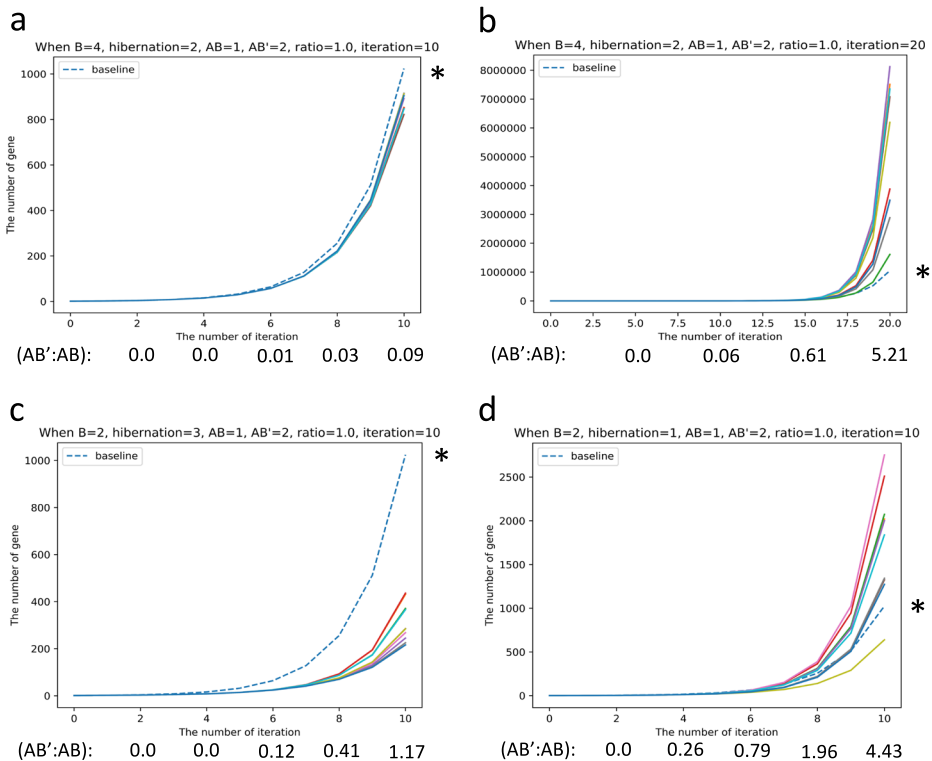 a
When B=4, hibernation=2, AB=1, AB'=2, ratio=1.0, iteration=10
baseline
*
1000
800
600
400
200
0
The number of gene
0 2 4 6 8 10
The number of iteration
(AB’:AB): 0.0 0.0 0.01 0.03 0.09
b
When B=4, hibernation=2, AB=1, AB'=2, ratio=1.0, iteration=20
baseline
8000000
7000000
6000000
5000000
4000000
3000000
2000000
1000000
0
*
The number of gene
0.0 2.5 5.0 7.5 10.0 12.5 15.0 17.5 20.0
The number of iteration
(AB’:AB): 0.0 0.06 0.61 5.21
c
When B=2, hibernation=3, AB=1, AB'=2, ratio=1.0, iteration=10
baseline
*
1000
800
600
400
200
0
The number of gene
0 2 4 6 8 10
The number of iteration
(AB’:AB): 0.0 0.0 0.12 0.41 1.17
d
When B=2, hibernation=1, AB=1, AB'=2, ratio=1.0, iteration=10
baseline
2500
2000
1500
1000
500
0
*
The number of gene
0 2 4 6 8 10
The number of iteration
(AB’:AB): 0.0 0.26 0.79 1.96 4.43